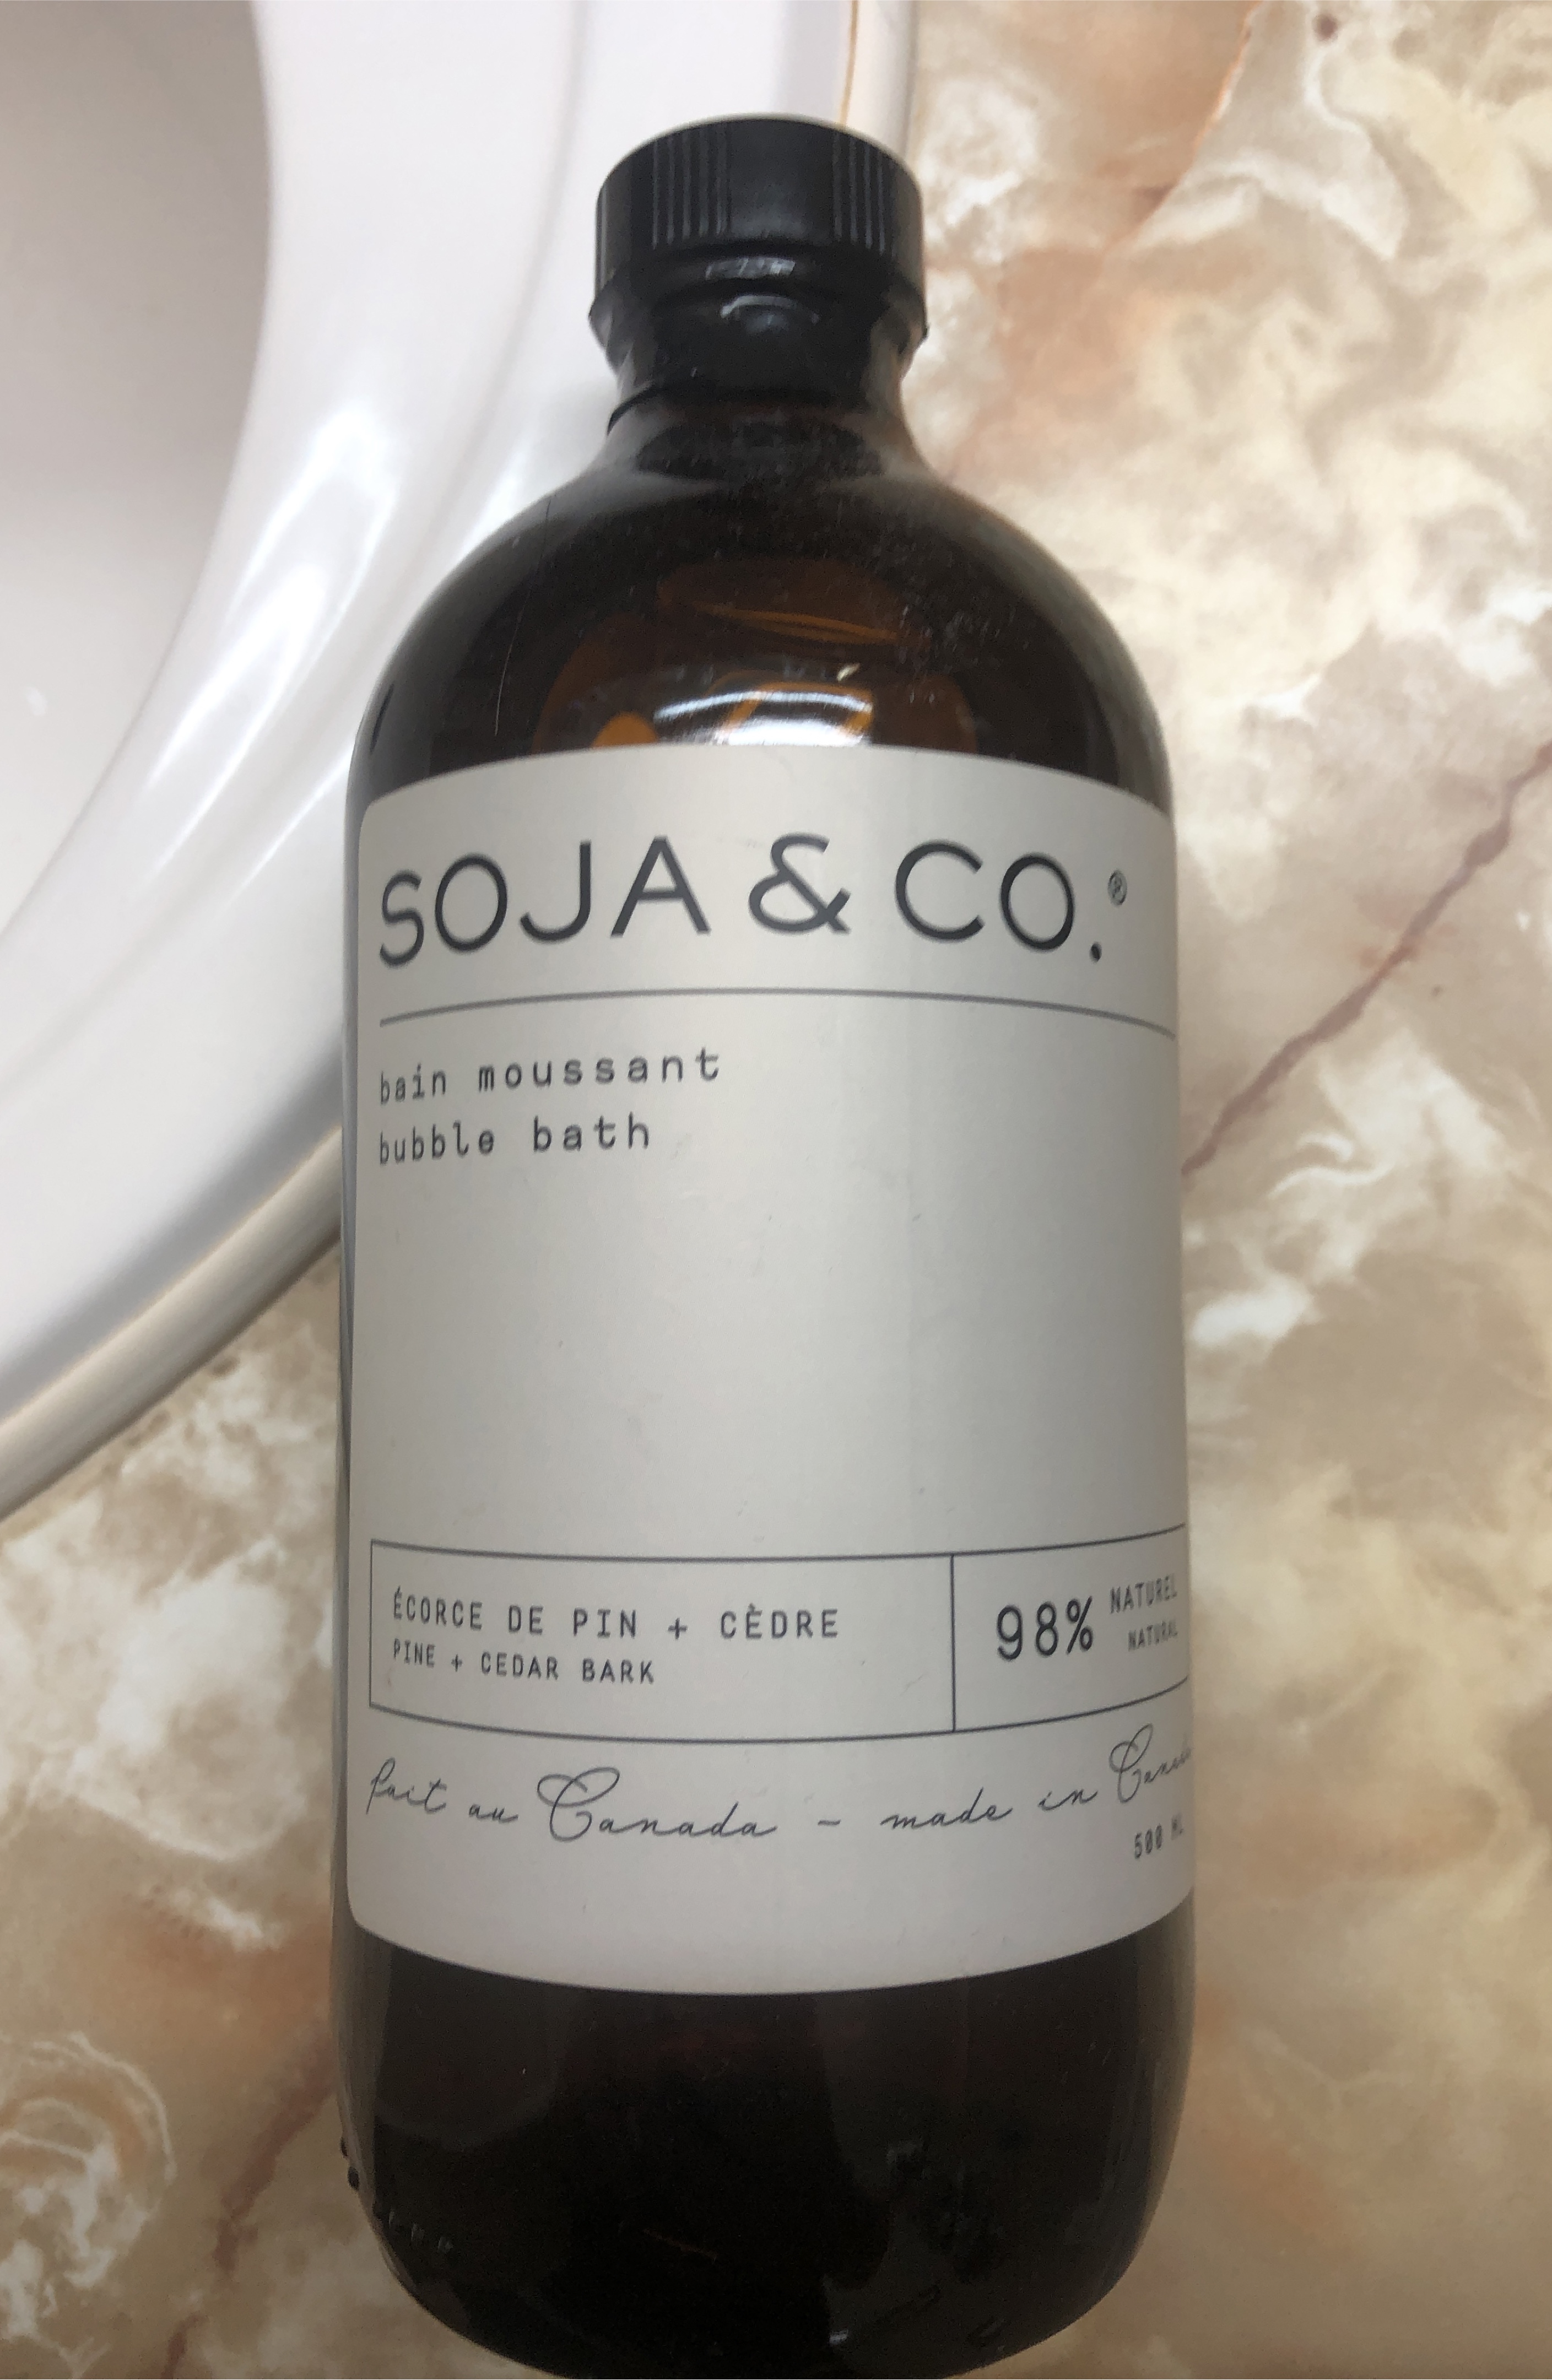 SOJA & CO.®
bain moussant
bubble bath
ÉCORCE DE PIN + CÈDRE
PINE + CEDAR BARK
98% NATUREL
NATURAL
fait au Canada - made in Canada
500 ML